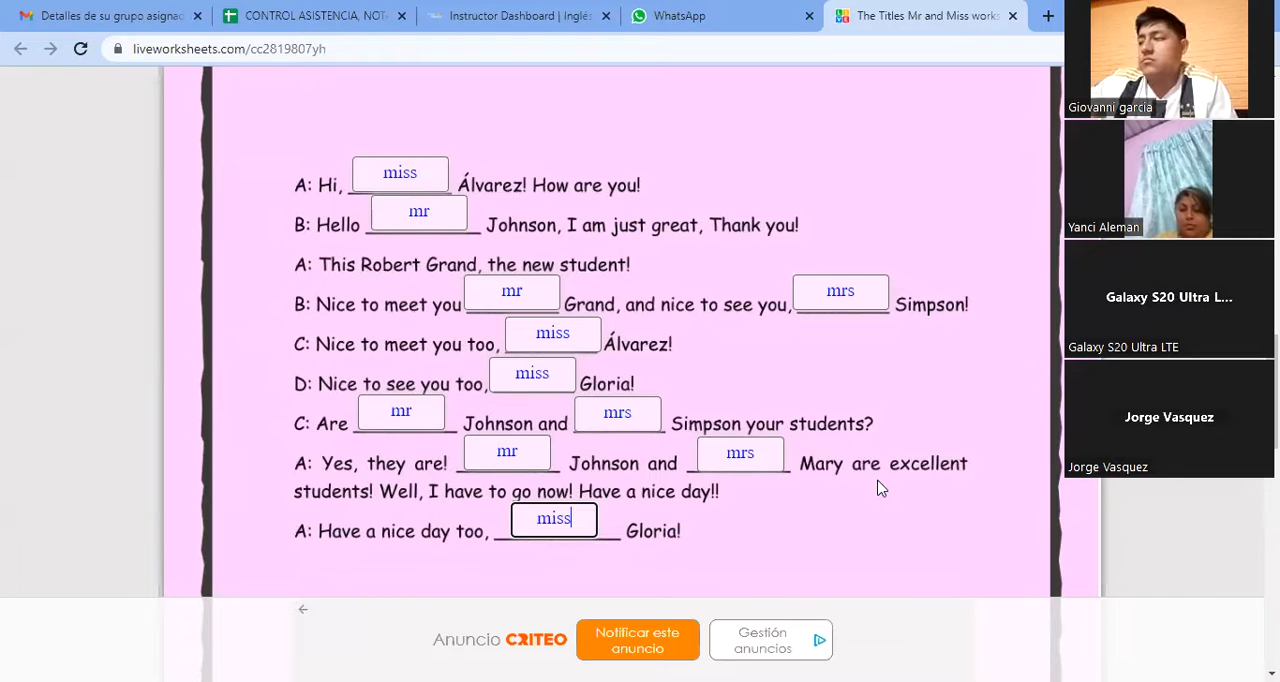 Detalles de su grupo asignad
CONTROL ASISTENCIA, NOT
Instructor Dashboard | Inglés
WhatsApp
The Titles Mr and Miss works
liveworksheets.com/cc2819807yh
A: Hi, miss Álvarez! How are you!
B: Hello mr Johnson, I am just great, Thank you!
A: This Robert Grand, the new student!
B: Nice to meet you mr Grand, and nice to see you, mrs Simpson!
C: Nice to meet you too, miss Álvarez!
D: Nice to see you too, miss Gloria!
C: Are mr Johnson and mrs Simpson your students?
A: Yes, they are! mr Johnson and mrs Mary are excellent
students! Well, I have to go now! Have a nice day!!
A: Have a nice day too, miss Gloria!
Anuncio CRITEO
Notificar este
anuncio
Gestión
anuncios
Giovanni garcia
Yanci Aleman
Galaxy S20 Ultra L...
Galaxy S20 Ultra LTE
Jorge Vasquez
Jorge Vasquez